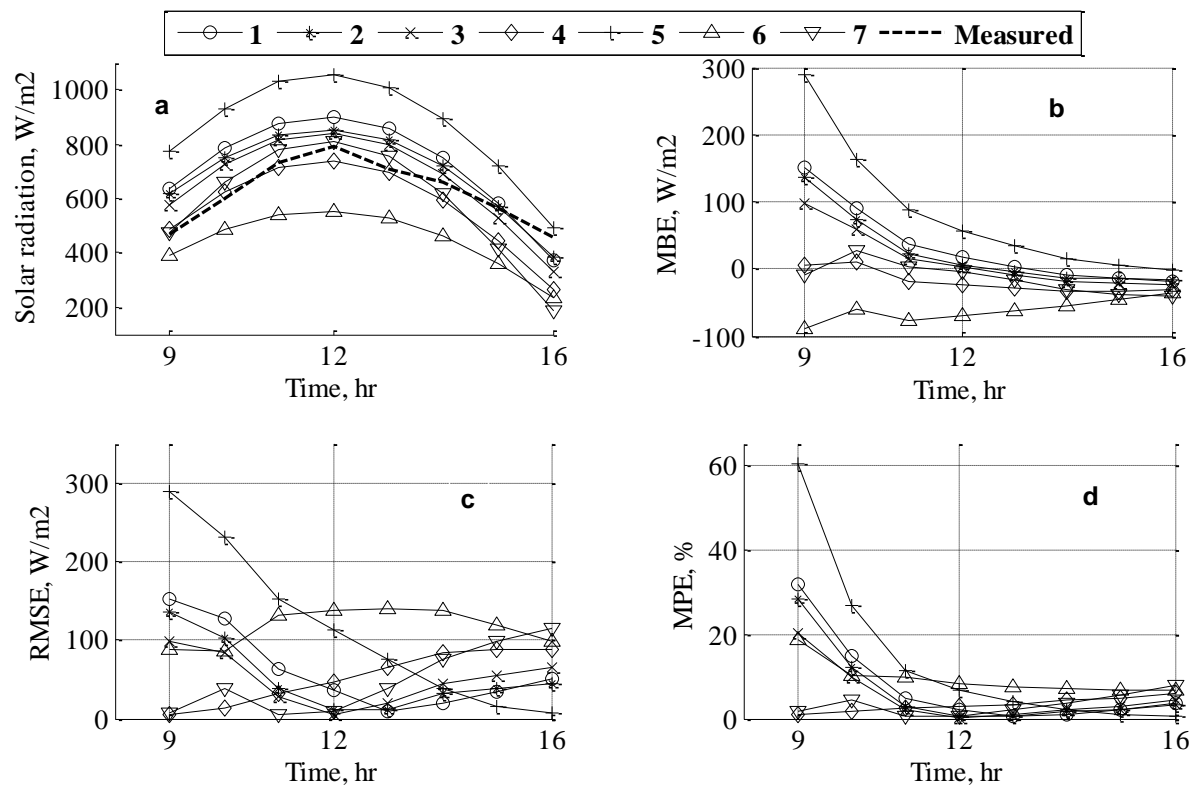 1 2 3 4 5 6 7 Measured
a
1000
800
600
400
200
Solar radiation, W/m2
9 12 16
Time, hr
b
300
200
100
0
-100
MBE, W/m2
9 12 16
Time, hr
c
300
200
100
0
RMSE, W/m2
9 12 16
Time, hr
d
60
40
20
0
MPE, %
9 12 16
Time, hr